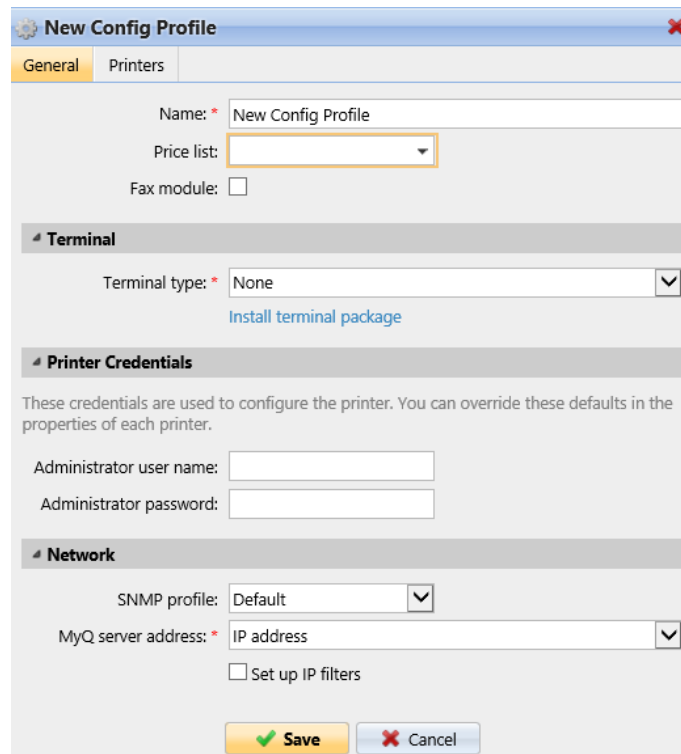 New Config Profile
General Printers
Name: * New Config Profile
Price list:
Fax module:
Terminal
Terminal type: * None
Install terminal package
Printer Credentials
These credentials are used to configure the printer. You can override these defaults in the
properties of each printer.
Administrator user name:
Administrator password:
Network
SNMP profile: Default
MyQ server address: * IP address
Set up IP filters
Save Cancel